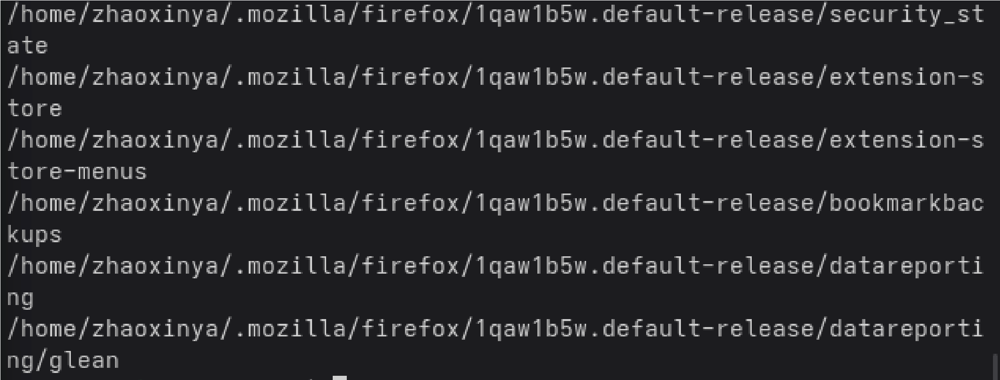 /home/zhaoxinya/.mozilla/firefox/1qaw1b5w.default-release/security_st
ate
/home/zhaoxinya/.mozilla/firefox/1qaw1b5w.default-release/extension-s
tore
/home/zhaoxinya/.mozilla/firefox/1qaw1b5w.default-release/extension-s
tore-menus
/home/zhaoxinya/.mozilla/firefox/1qaw1b5w.default-release/bookmarkbac
kups
/home/zhaoxinya/.mozilla/firefox/1qaw1b5w.default-release/datareporti
ng
/home/zhaoxinya/.mozilla/firefox/1qaw1b5w.default-release/datareporti
ng/glean